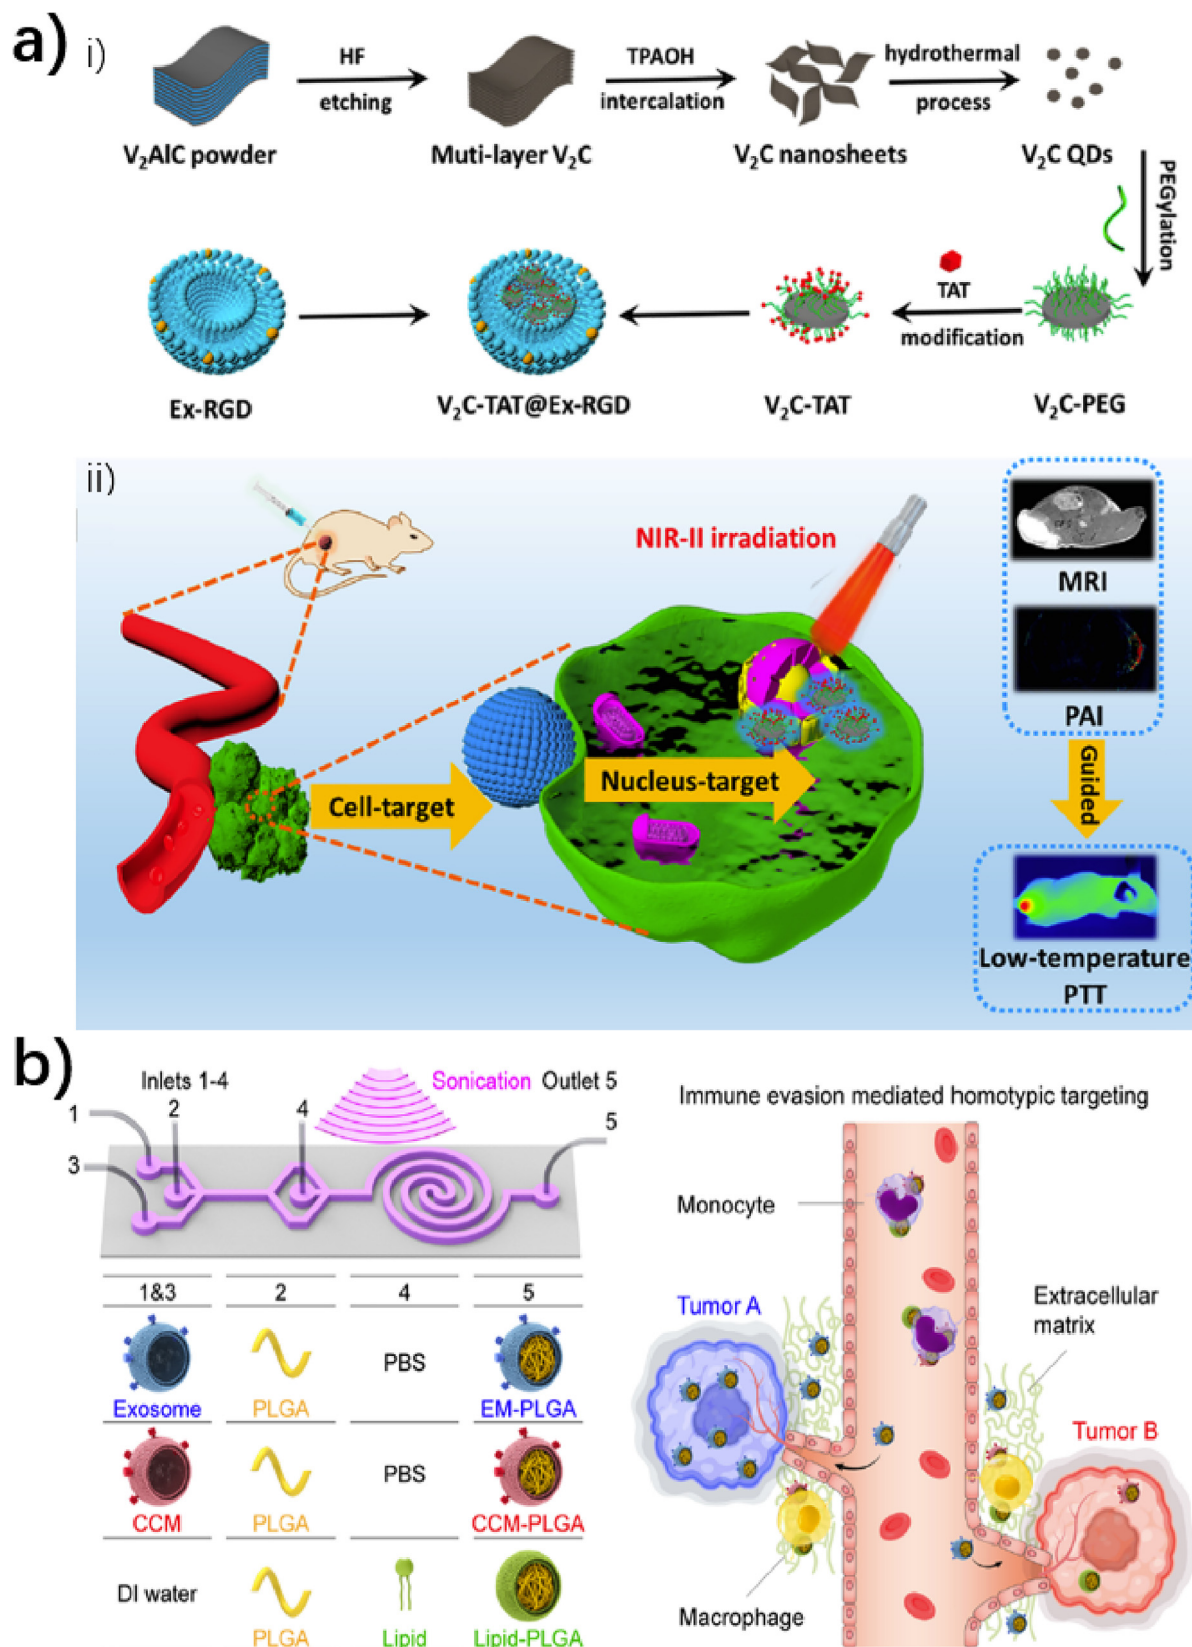 a) i)
HF
etching
TPAOH
intercalation
hydrothermal
process
V₂AlC powder
Muti-layer V₂C
V₂C nanosheets
V₂C QDs
PEGylation
TAT
modification
Ex-RGD
V₂C-TAT@Ex-RGD
V₂C-TAT
V₂C-PEG
ii)
NIR-II irradiation
MRI
PAI
Guided
Cell-target
Nucleus-target
Low-temperature
PTT
b)
Inlets 1-4
Sonication
Outlet 5
1
2
4
5
3
1&3 2 4 5
PBS
Exosome PLGA EM-PLGA
PBS
CCM PLGA CCM-PLGA
DI water
PLGA Lipid Lipid-PLGA
Immune evasion mediated homotypic targeting
Monocyte
Tumor A
Extracellular
matrix
Tumor B
Macrophage